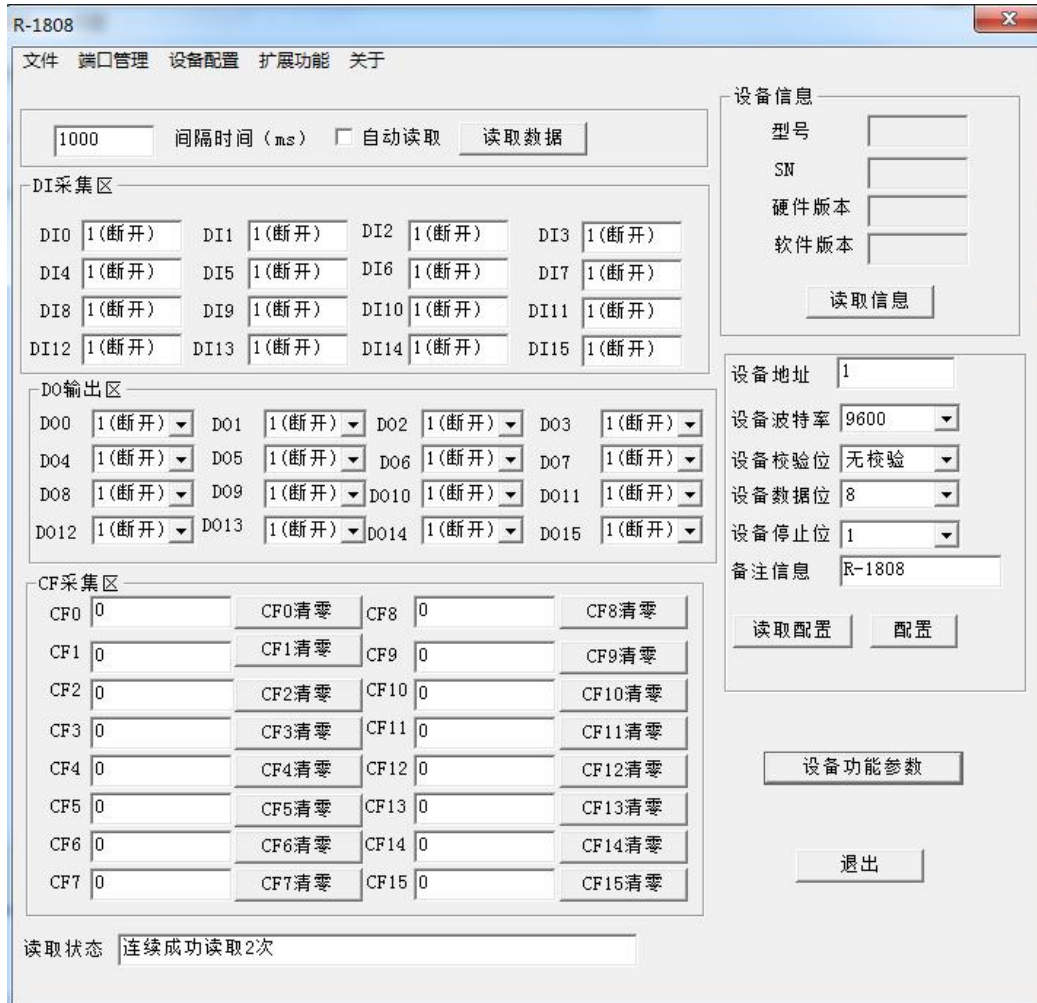 R-1808
文件 端口管理 设备配置 扩展功能 关于
1000 间隔时间（ms） 自动读取 读取数据
DI采集区
DI0 1(断开) DI1 1(断开) DI2 1(断开) DI3 1(断开)
DI4 1(断开) DI5 1(断开) DI6 1(断开) DI7 1(断开)
DI8 1(断开) DI9 1(断开) DI10 1(断开) DI11 1(断开)
DI12 1(断开) DI13 1(断开) DI14 1(断开) DI15 1(断开)
DO输出区
DO0 1(断开) DO1 1(断开) DO2 1(断开) DO3 1(断开)
DO4 1(断开) DO5 1(断开) DO6 1(断开) DO7 1(断开)
DO8 1(断开) DO9 1(断开) DO10 1(断开) DO11 1(断开)
DO12 1(断开) DO13 1(断开) DO14 1(断开) DO15 1(断开)
CF采集区
CF0 0 CF0清零 CF8 0 CF8清零
CF1 0 CF1清零 CF9 0 CF9清零
CF2 0 CF2清零 CF10 0 CF10清零
CF3 0 CF3清零 CF11 0 CF11清零
CF4 0 CF4清零 CF12 0 CF12清零
CF5 0 CF5清零 CF13 0 CF13清零
CF6 0 CF6清零 CF14 0 CF14清零
CF7 0 CF7清零 CF15 0 CF15清零
读取状态 连续成功读取2次
设备信息
型号
SN
硬件版本
软件版本
读取信息
设备地址 1
设备波特率 9600
设备校验位 无校验
设备数据位 8
设备停止位 1
备注信息 R-1808
读取配置 配置
设备功能参数
退出